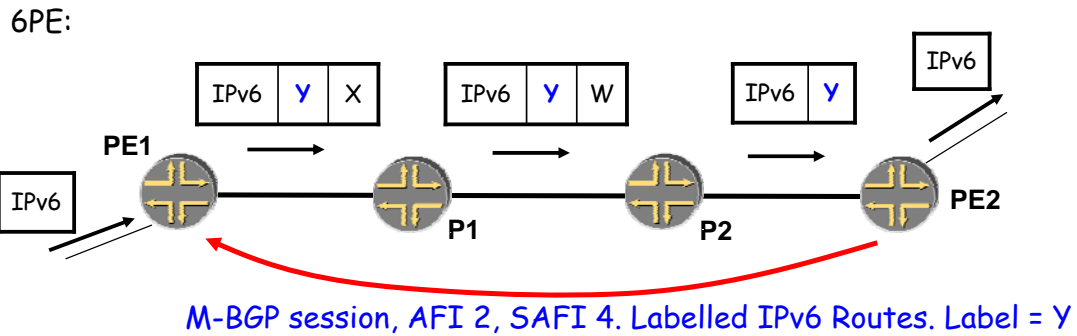 6PE:
IPv6
IPv6 Y X
IPv6 Y W
IPv6 Y
PE1
IPv6
P1
P2
PE2
M-BGP session, AFI 2, SAFI 4. Labelled IPv6 Routes. Label = Y